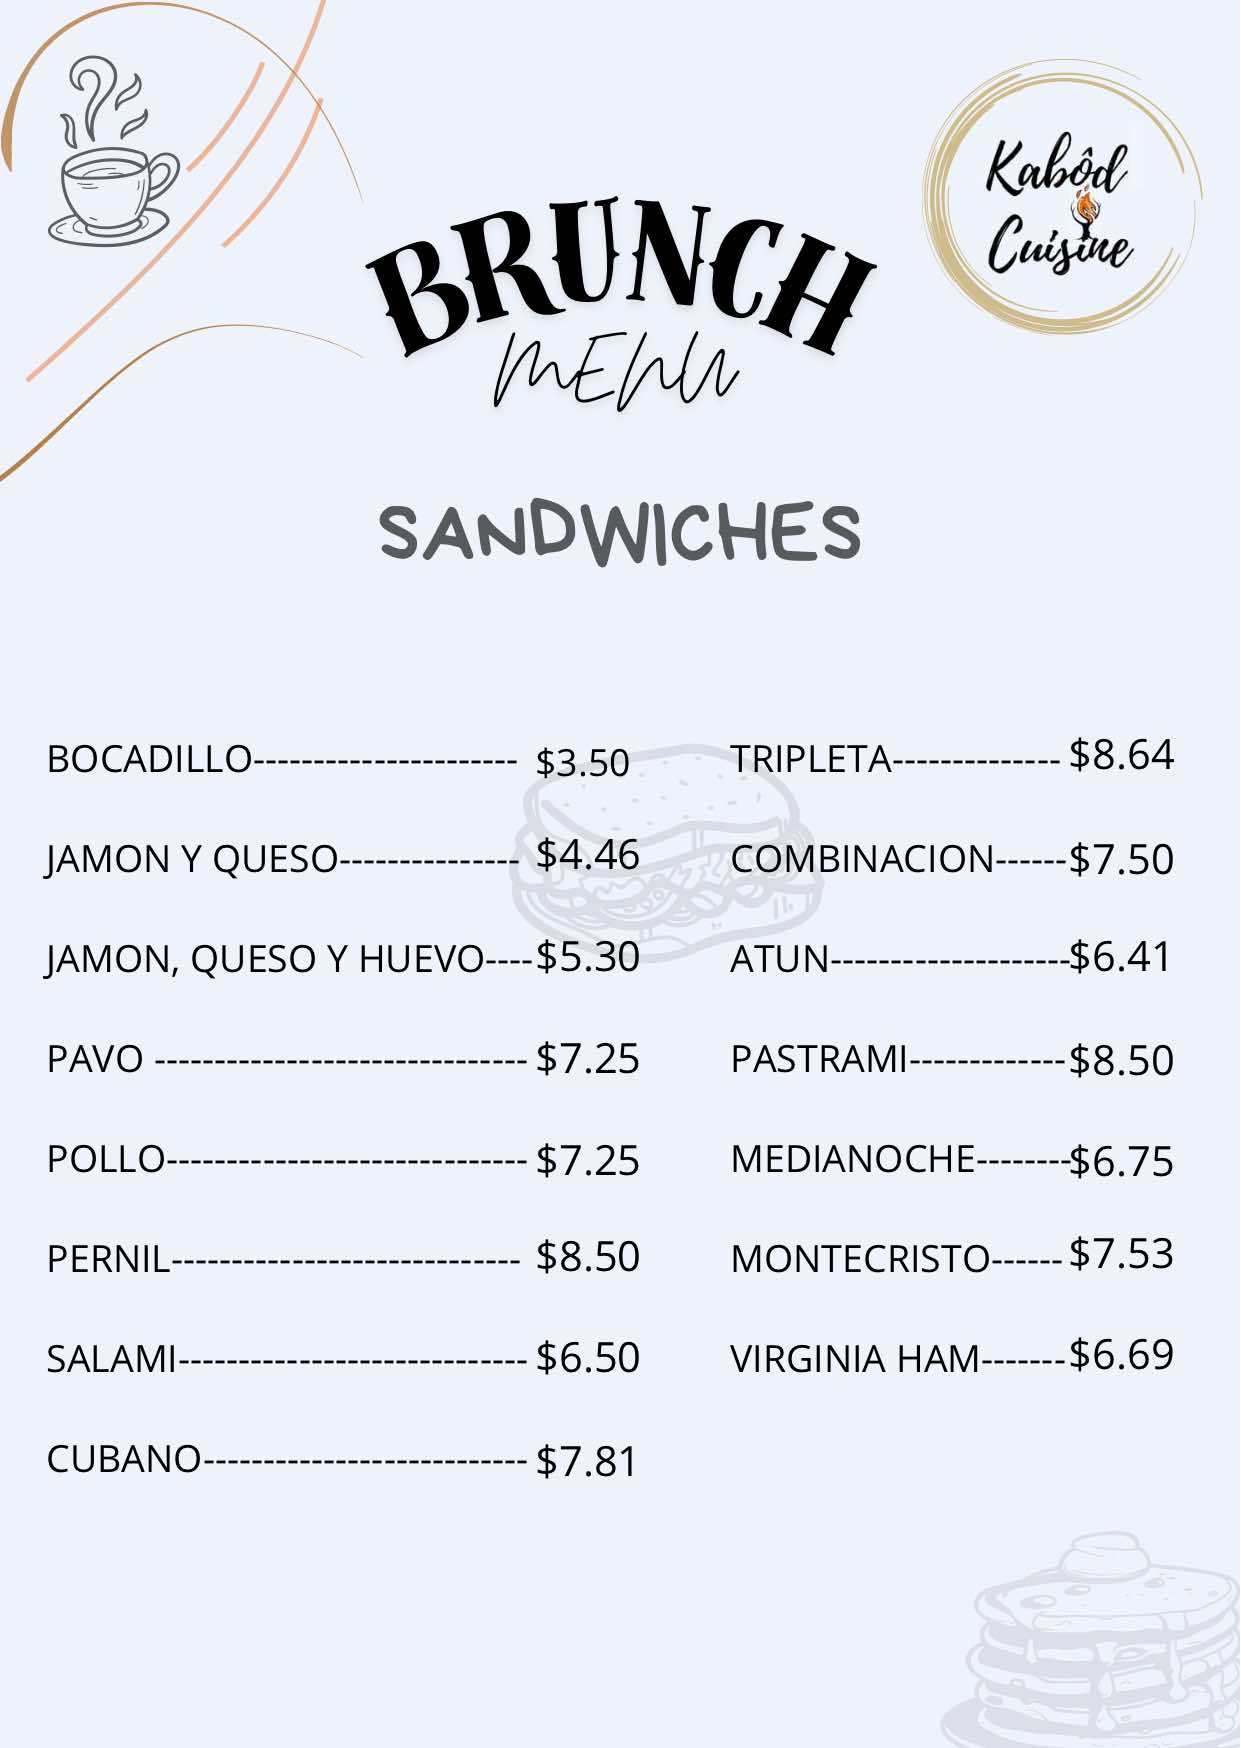 Kabôd
Cuisine
BRUNCH
MENU
SANDWICHES
BOCADILLO---------------------- $3.50
JAMON Y QUESO--------------- $4.46
JAMON, QUESO Y HUEVO---- $5.30
PAVO ------------------------------- $7.25
POLLO------------------------------ $7.25
PERNIL----------------------------- $8.50
SALAMI----------------------------- $6.50
CUBANO--------------------------- $7.81
TRIPLETA-------------- $8.64
COMBINACION------ $7.50
ATUN-------------------- $6.41
PASTRAMI------------- $8.50
MEDIANOCHE-------- $6.75
MONTECRISTO------ $7.53
VIRGINIA HAM------- $6.69